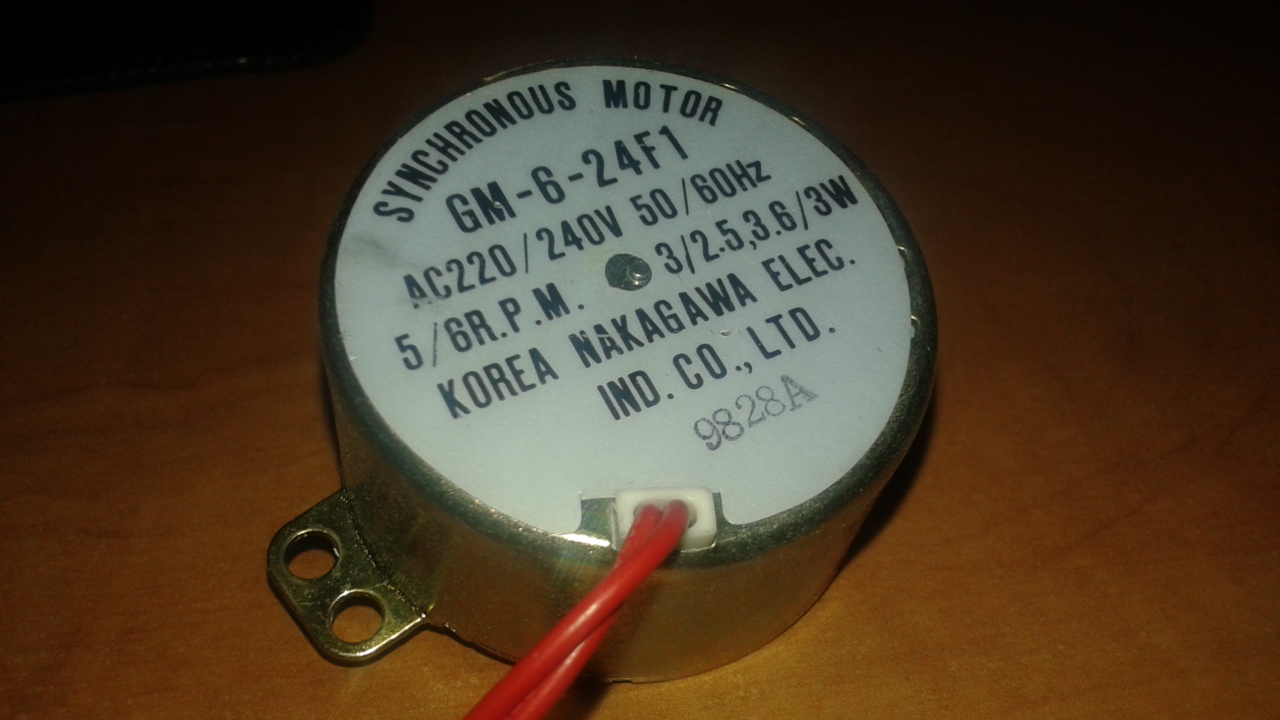 SYNCHRONOUS MOTOR
GM-6-24F1
AC220/240V 50/60Hz
5/6R.P.M. 3/2.5,3.6/3W
KOREA NAKAGAWA ELEC.
IND. CO., LTD.
9828A